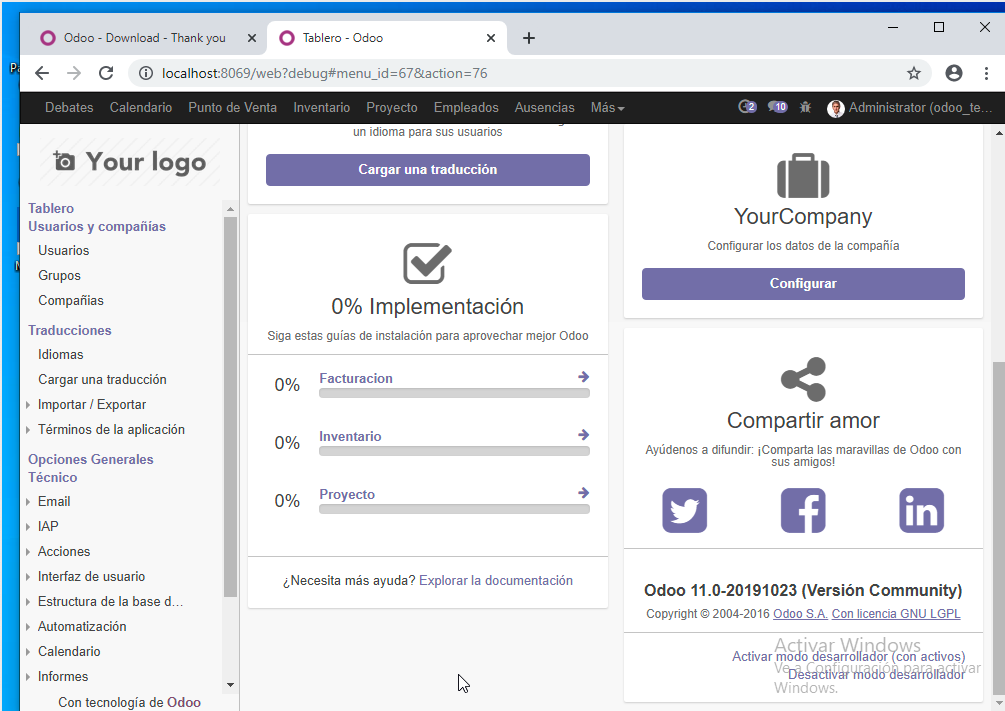 Odoo - Download - Thank you
Tablero - Odoo
localhost:8069/web?debug#menu_id=67&action=76
Debates Calendario Punto de Venta Inventario Proyecto Empleados Ausencias Más 2 10 Administrator (odoo_te...
Your logo
Tablero
Usuarios y compañías
Usuarios
Grupos
Compañias
Traducciones
Idiomas
Cargar una traducción
Importar / Exportar
Términos de la aplicación
Opciones Generales
Técnico
Email
IAP
Acciones
Interfaz de usuario
Estructura de la base d...
Automatización
Calendario
Informes
Con tecnología de Odoo
un idioma para sus usuarios
Cargar una traducción
0% Implementación
Siga estas guías de instalación para aprovechar mejor Odoo
0% Facturacion
0% Inventario
0% Proyecto
¿Necesita más ayuda? Explorar la documentación
YourCompany
Configurar los datos de la compañía
Configurar
Compartir amor
Ayúdenos a difundir: ¡Comparta las maravillas de Odoo con
sus amigos!
Odoo 11.0-20191023 (Versión Community)
Copyright © 2004-2016 Odoo S.A. Con licencia GNU LGPL
Activar modo desarrollador (con activos)
Desactivar modo desarrollador
Activar Windows
Ve a Configuración para activar
Windows.